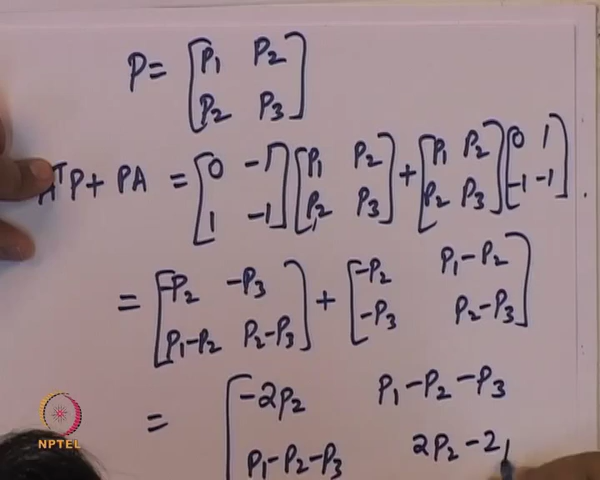 P = [P₁ P₂
P₂ P₃]
AᵀP + PA = [0 -1
1 -1] [P₁ P₂
P₂ P₃] + [P₁ P₂
P₂ P₃] [0 1
-1 -1].
= [-P₂ -P₃
P₁-P₂ P₂-P₃] + [-P₂ P₁-P₂
-P₃ P₂-P₃]
= [-2P₂ P₁-P₂-P₃
P₁-P₂-P₃ 2P₂-2
NPTEL